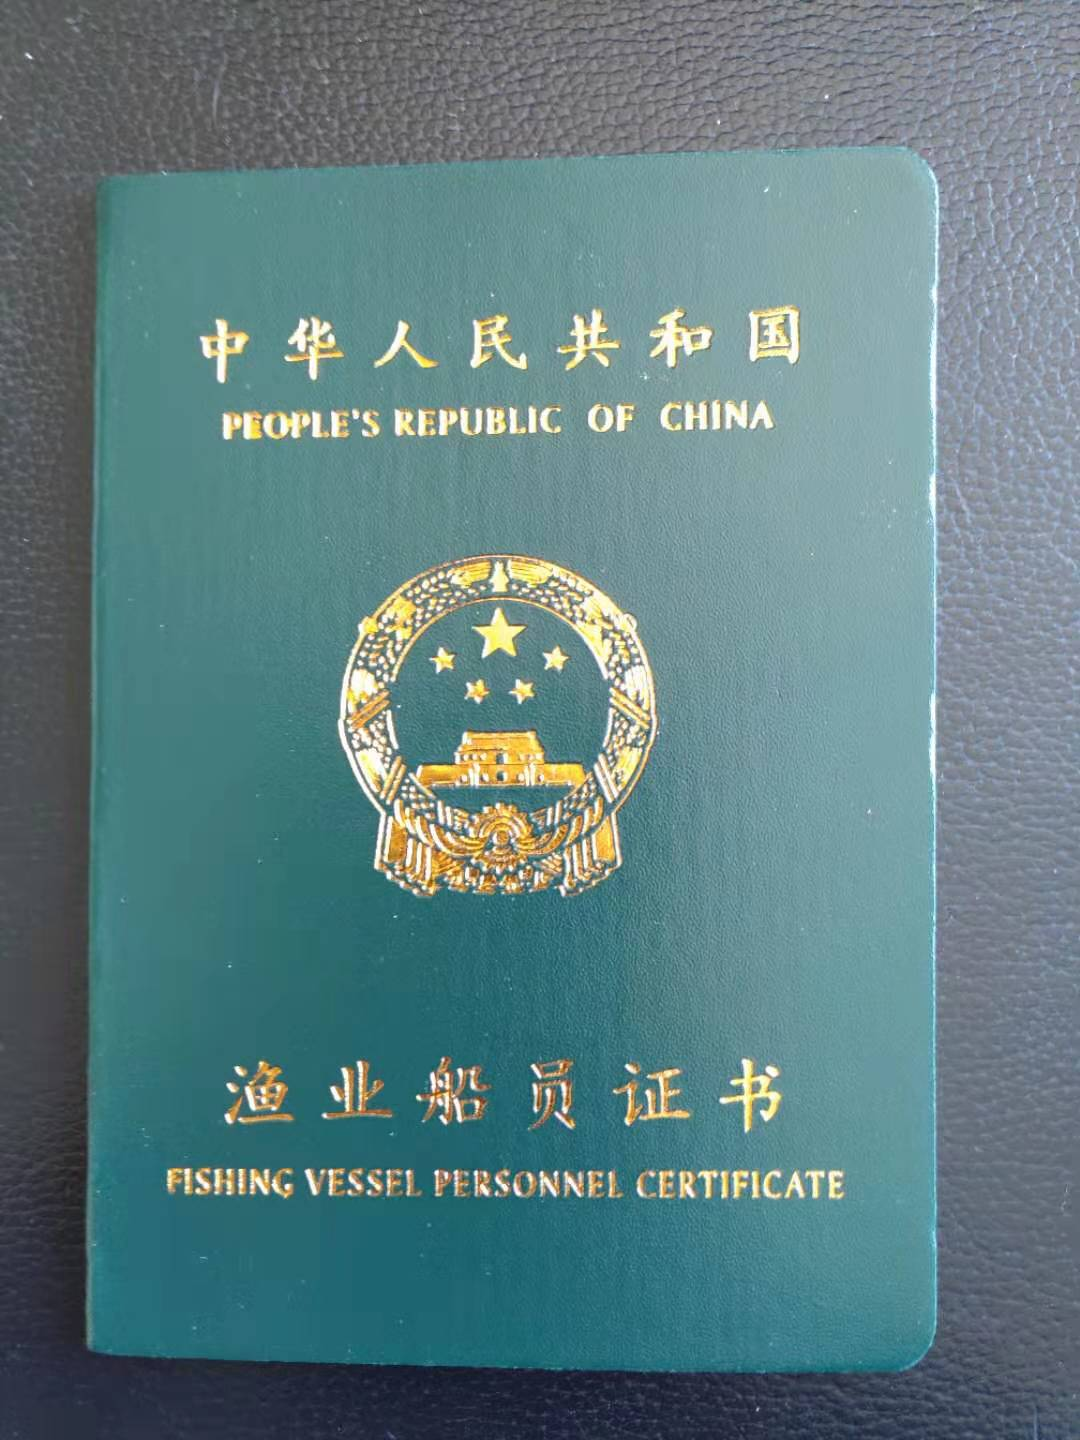 中华人民共和国
PEOPLE'S REPUBLIC OF CHINA
渔业船员证书
FISHING VESSEL PERSONNEL CERTIFICATE